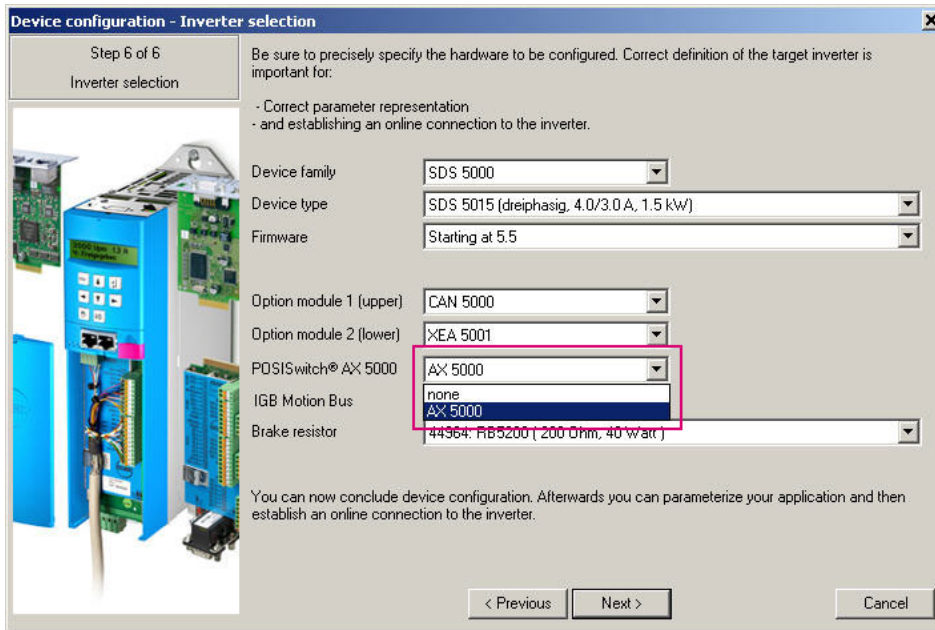 Device configuration - Inverter selection
Step 6 of 6
Inverter selection
Be sure to precisely specify the hardware to be configured. Correct definition of the target inverter is
important for:
- Correct parameter representation
- and establishing an online connection to the inverter.
Device family SDS 5000
Device type SDS 5015 (dreiphasig, 4.0/3.0 A, 1.5 kW)
Firmware Starting at 5.5
Option module 1 (upper) CAN 5000
Option module 2 (lower) XEA 5001
POSISwitch® AX 5000 AX 5000
none
IGB Motion Bus
AX 5000
Brake resistor 44964: RB5200 ( 200 Ohm, 40 Watt )
You can now conclude device configuration. Afterwards you can parameterize your application and then
establish an online connection to the inverter.
< Previous Next > Cancel